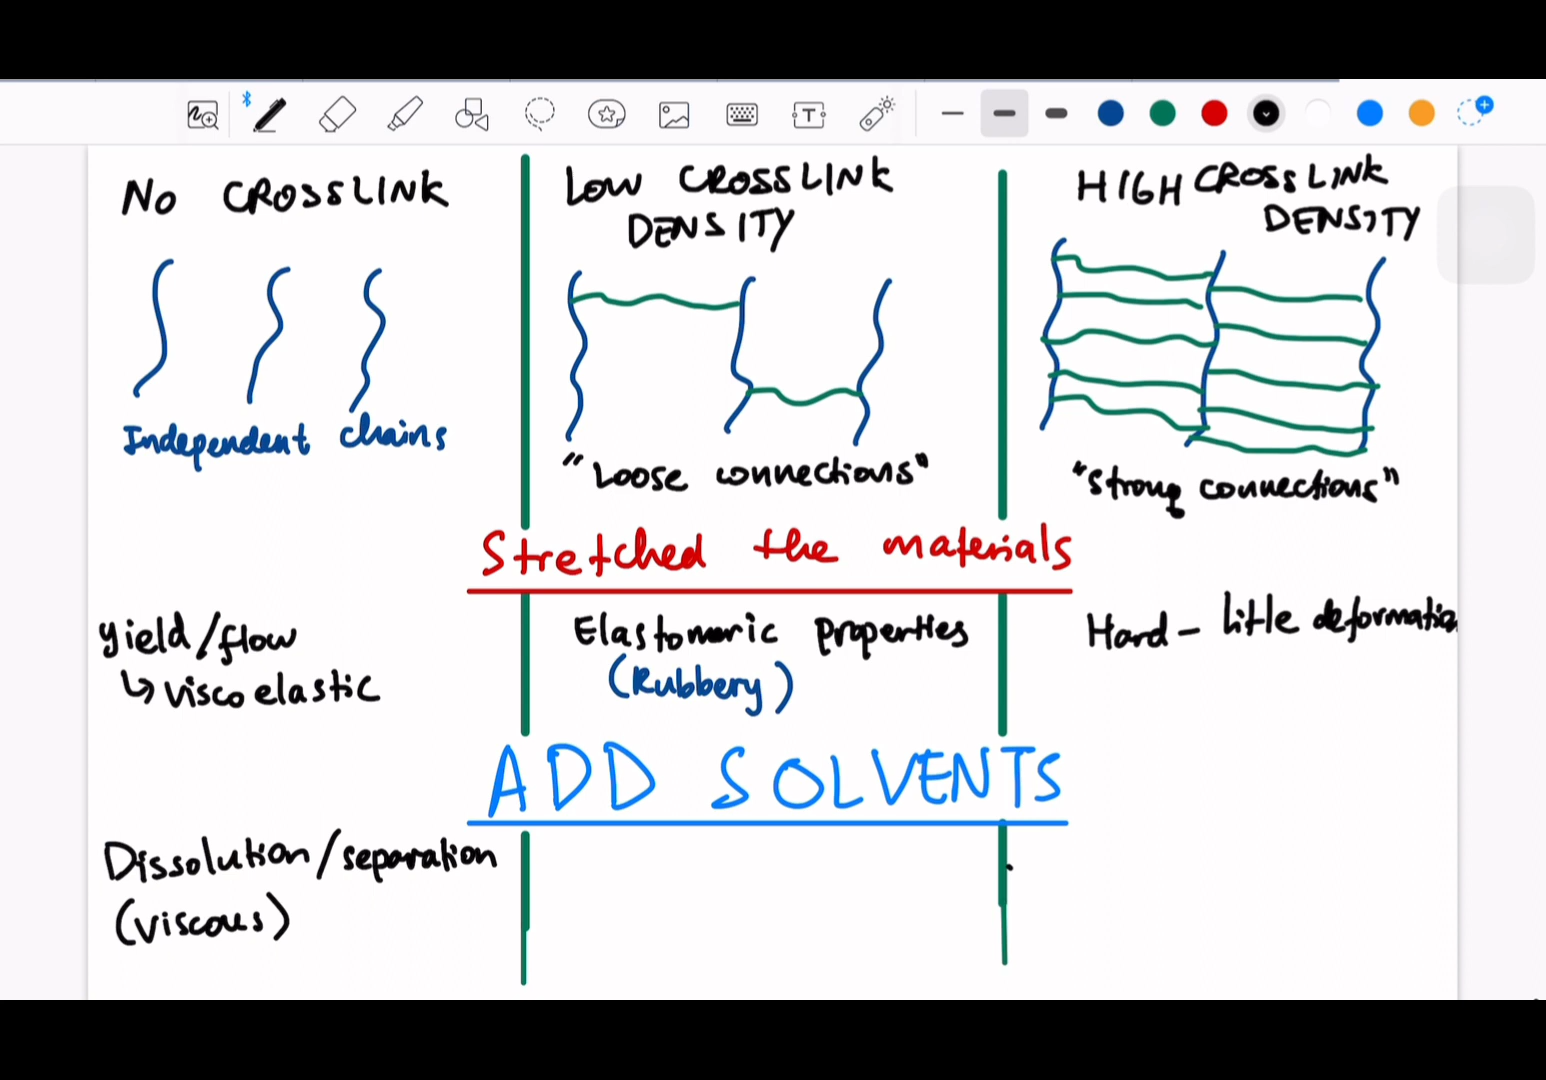 NO CROSSLINK
LOW CROSSLINK
DENSITY
HIGH CROSSLINK
DENSITY
Independent chains
"Loose connections"
"Strong connections"
Stretched the materials
yield/flow
↳ viscoelastic
Elastomeric properties
(Rubbery)
Hard - little deformation
ADD SOLVENTS
Dissolution/separation
(viscous)